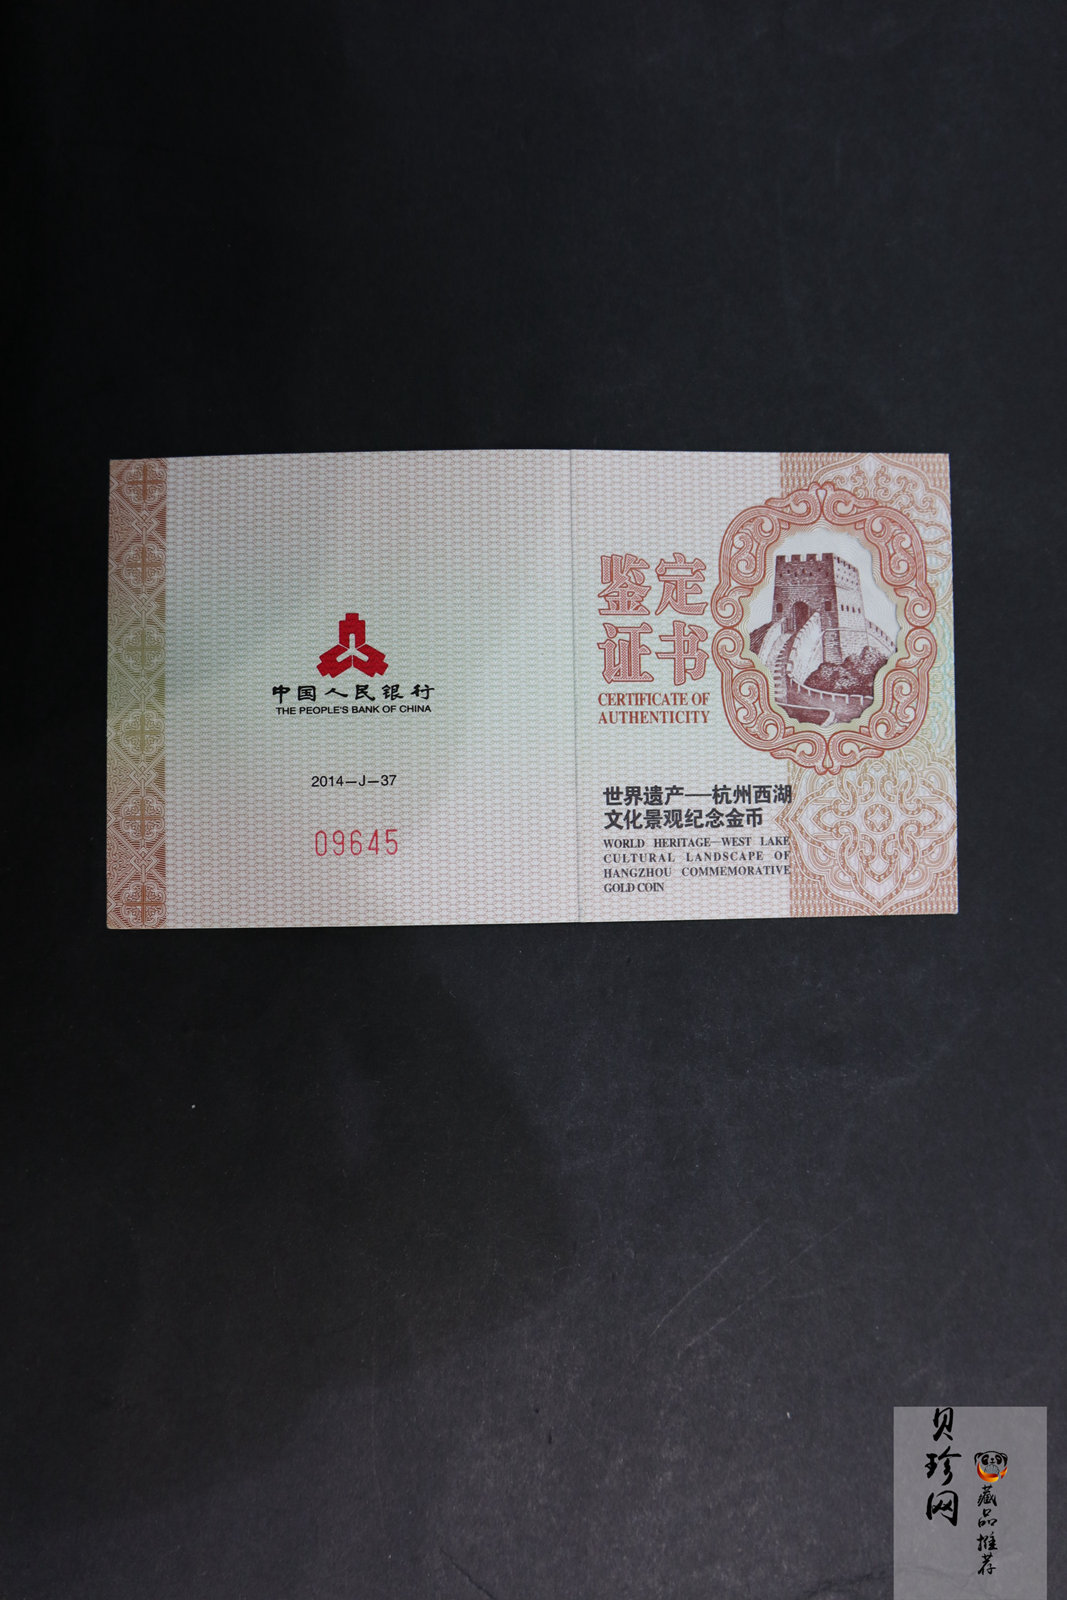 中国人民银行
THE PEOPLE'S BANK OF CHINA
2014—J—37
09645
鉴定
证书
CERTIFICATE OF
AUTHENTICITY
世界遗产——杭州西湖
文化景观纪念金币
WORLD HERITAGE—WEST LAKE
CULTURAL LANDSCAPE OF
HANGZHOU COMMEMORATIVE
GOLD COIN
贝珍网
藏品推荐